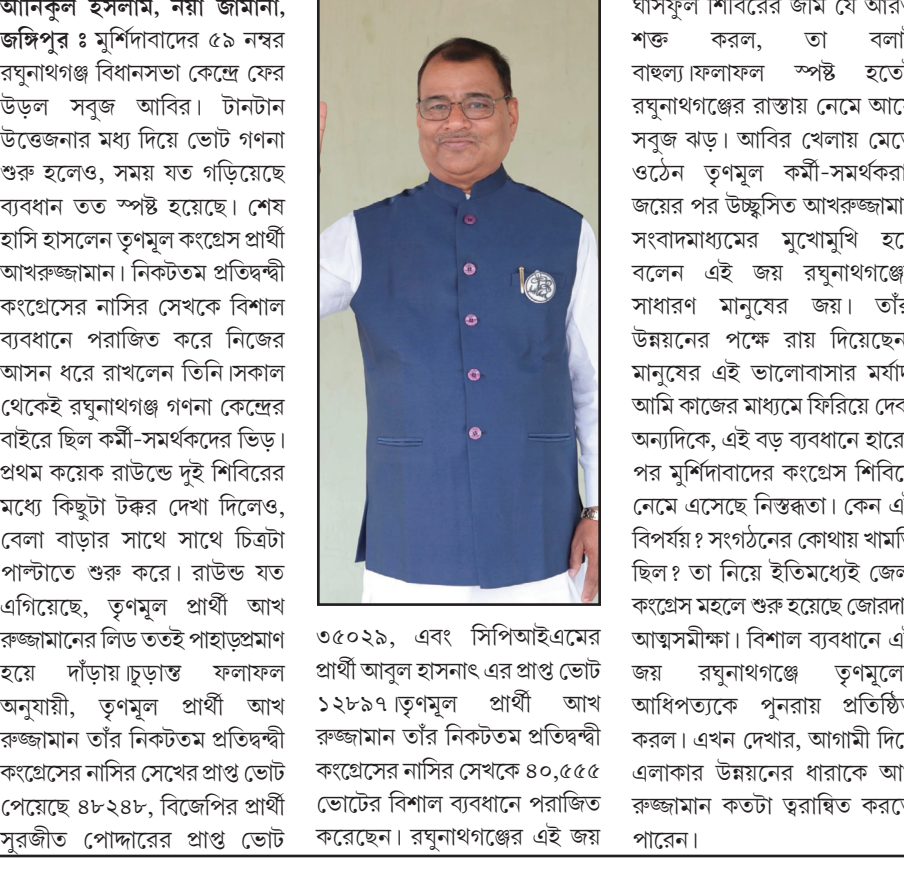 আনিকুল ইসলাম, নয়া জামানা,
জঙ্গিপুর ঃ মুর্শিদাবাদের ৫৯ নম্বর
রঘুনাথগঞ্জ বিধানসভা কেন্দ্রে ফের
উড়ল সবুজ আবির। টানটান
উত্তেজনার মধ্য দিয়ে ভোট গণনা
শুরু হলেও, সময় যত গড়িয়েছে
ব্যবধান তত স্পষ্ট হয়েছে। শেষ
হাসি হাসলেন তৃণমূল কংগ্রেস প্রার্থী
আখরুজ্জামান। নিকটতম প্রতিদ্বন্দ্বী
কংগ্রেসের নাসির সেখকে বিশাল
ব্যবধানে পরাজিত করে নিজের
আসন ধরে রাখলেন তিনি।সকাল
থেকেই রঘুনাথগঞ্জ গণনা কেন্দ্রের
বাইরে ছিল কর্মী-সমর্থকদের ভিড়।
প্রথম কয়েক রাউন্ডে দুই শিবিরের
মধ্যে কিছুটা টক্কর দেখা দিলেও,
বেলা বাড়ার সাথে সাথে চিত্রটা
পাল্টাতে শুরু করে। রাউন্ড যত
এগিয়েছে, তৃণমূল প্রার্থী আখ
রুজ্জামানের লিড ততই পাহাড়প্রমাণ
হয়ে দাঁড়ায়।চূড়ান্ত ফলাফল
অনুযায়ী, তৃণমূল প্রার্থী আখ
রুজ্জামান তাঁর নিকটতম প্রতিদ্বন্দ্বী
কংগ্রেসের নাসির সেখের প্রাপ্ত ভোট
পেয়েছে ৪৮২৪৮, বিজেপির প্রার্থী
সুরজীত পোদ্দারের প্রাপ্ত ভোট
৩৫০২৯, এবং সিপিআইএমের
প্রার্থী আবুল হাসনাৎ এর প্রাপ্ত ভোট
১২৮৯৭।তৃণমূল প্রার্থী আখ
রুজ্জামান তাঁর নিকটতম প্রতিদ্বন্দ্বী
কংগ্রেসের নাসির সেখকে ৪০,৫৫৫
ভোটের বিশাল ব্যবধানে পরাজিত
করেছেন। রঘুনাথগঞ্জের এই জয়
ঘাসফুল শিবিরের জমি যে আরও
শক্ত করল, তা বলাই
বাহুল্য।ফলাফল স্পষ্ট হতেই
রঘুনাথগঞ্জের রাস্তায় নেমে আসে
সবুজ ঝড়। আবির খেলায় মেতে
ওঠেন তৃণমূল কর্মী-সমর্থকরা
জয়ের পর উচ্ছ্বসিত আখরুজ্জামান
সংবাদমাধ্যমের মুখোমুখি হয়ে
বলেন এই জয় রঘুনাথগঞ্জের
সাধারণ মানুষের জয়। তাঁরা
উন্নয়নের পক্ষে রায় দিয়েছেন
মানুষের এই ভালোবাসার মর্যাদা
আমি কাজের মাধ্যমে ফিরিয়ে দেব
অন্যদিকে, এই বড় ব্যবধানে হারের
পর মুর্শিদাবাদের কংগ্রেস শিবিরে
নেমে এসেছে নিস্তব্ধতা। কেন এই
বিপর্যয়? সংগঠনের কোথায় খামতি
ছিল? তা নিয়ে ইতিমধ্যেই জেলা
কংগ্রেস মহলে শুরু হয়েছে জোরদার
আত্মসমীক্ষা। বিশাল ব্যবধানে এই
জয় রঘুনাথগঞ্জে তৃণমূলের
আধিপত্যকে পুনরায় প্রতিষ্ঠিত
করল। এখন দেখার, আগামী দিনে
এলাকার উন্নয়নের ধারাকে আখ
রুজ্জামান কতটা ত্বরান্বিত করতে
পারেন।